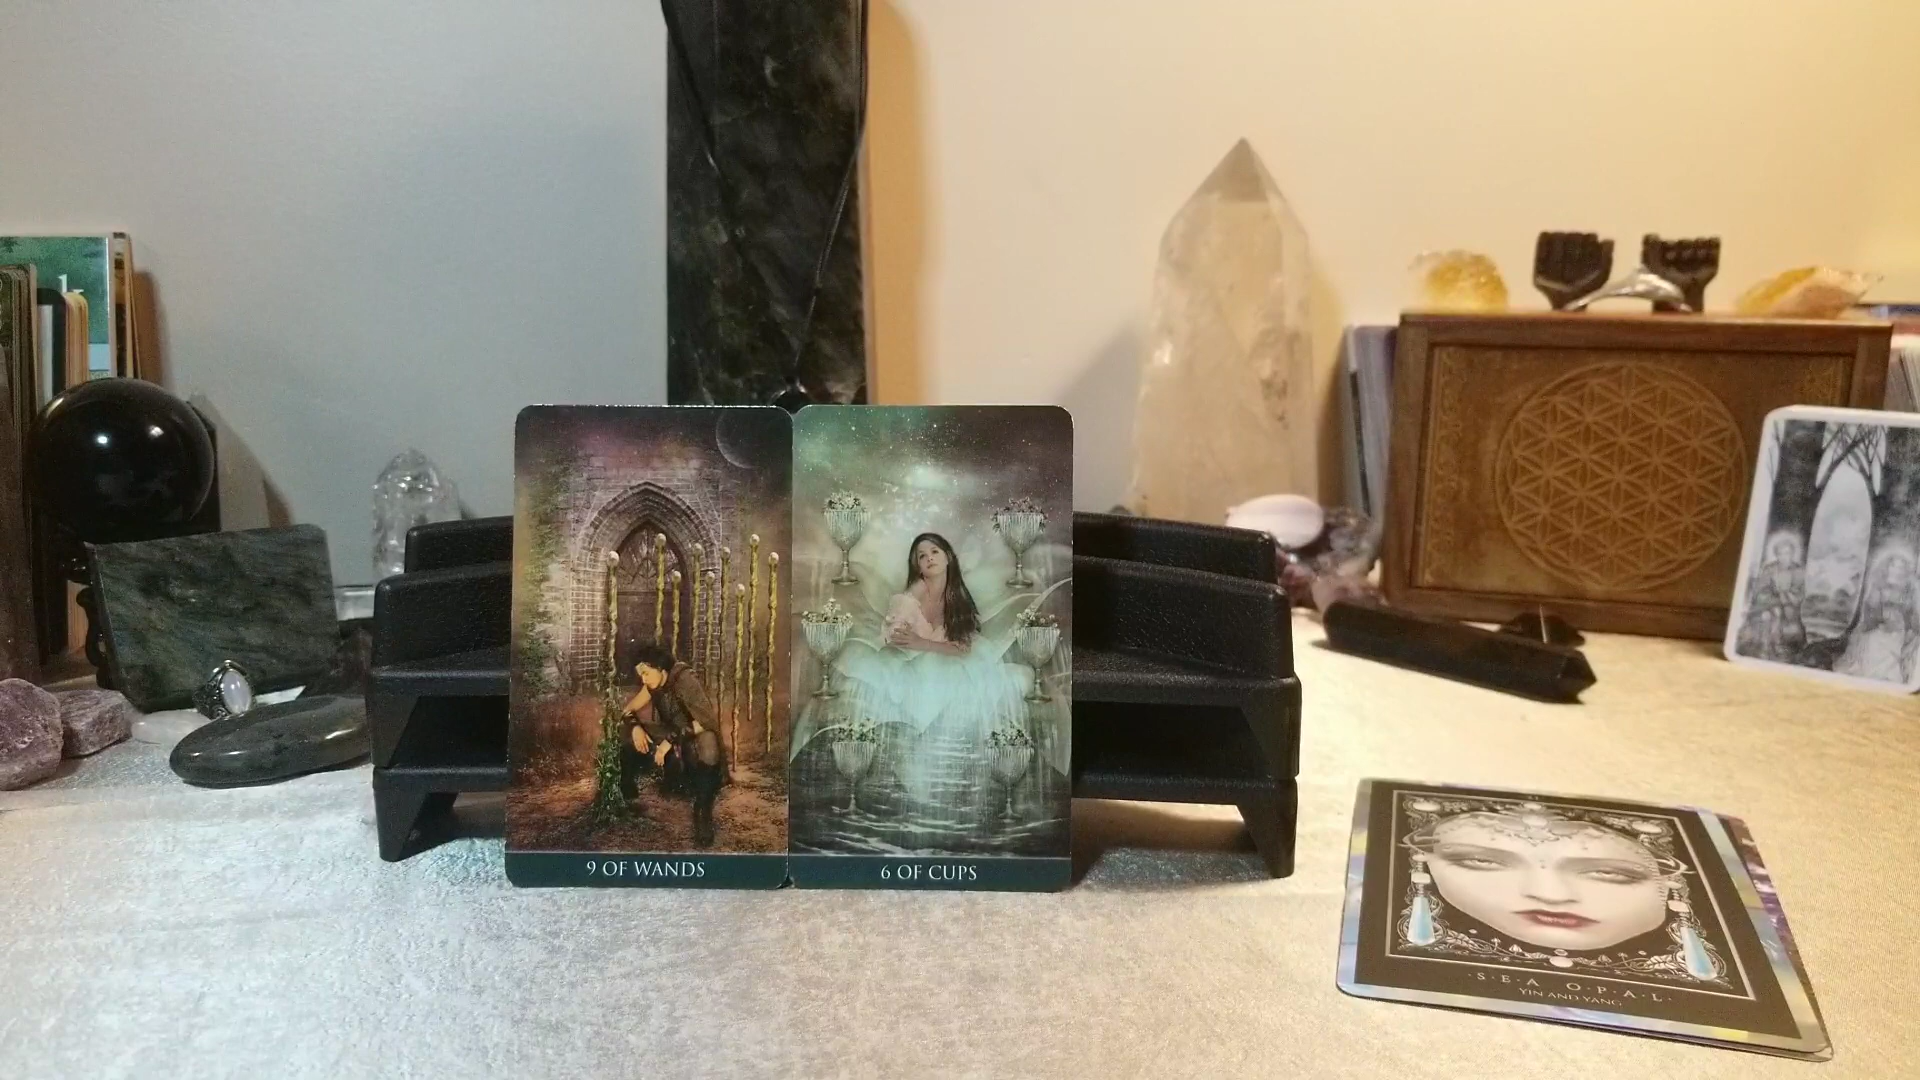 9 OF WANDS
6 OF CUPS
·S·E·A O·P·A·L·
YIN AND YANG